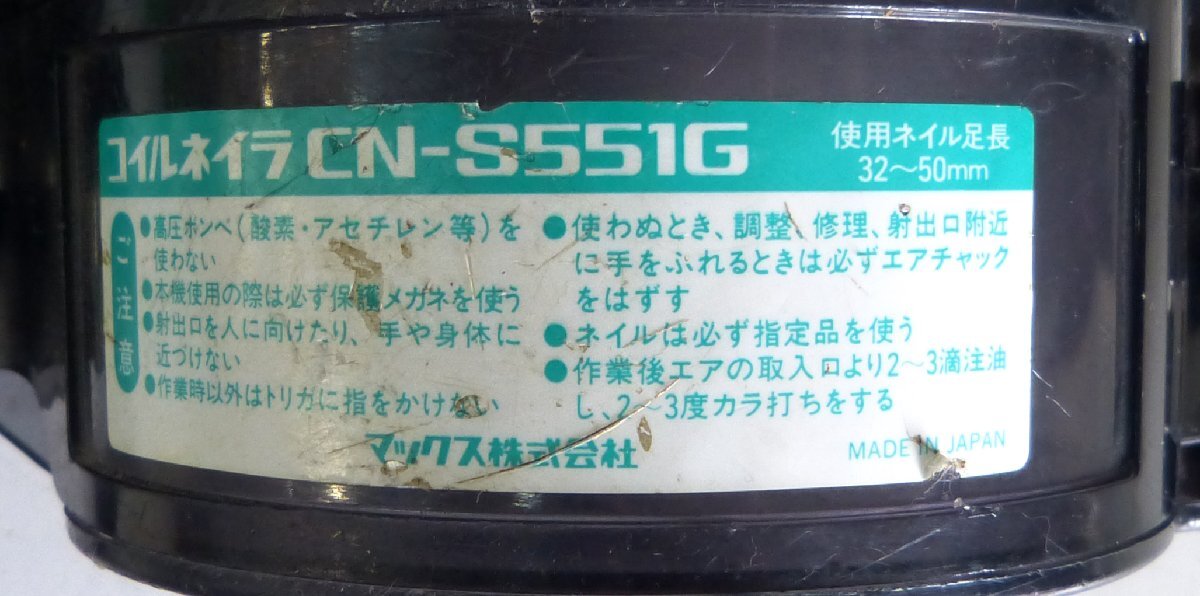 コイルネイラ CN-S551G
使用ネイル足長
32～50mm
ご注意
●高圧ボンベ(酸素・アセチレン等)を
使わない
●本機使用の際は必ず保護メガネを使う
●射出口を人に向けたり、手や身体に
近づけない
●作業時以外はトリガに指をかけない
●使わぬとき、調整、修理、射出口附近
に手をふれるときは必ずエアチャック
をはずす
●ネイルは必ず指定品を使う
●作業後エアの取入口より2～3滴注油
し、2～3度カラ打ちをする
マックス株式会社
MADE IN JAPAN